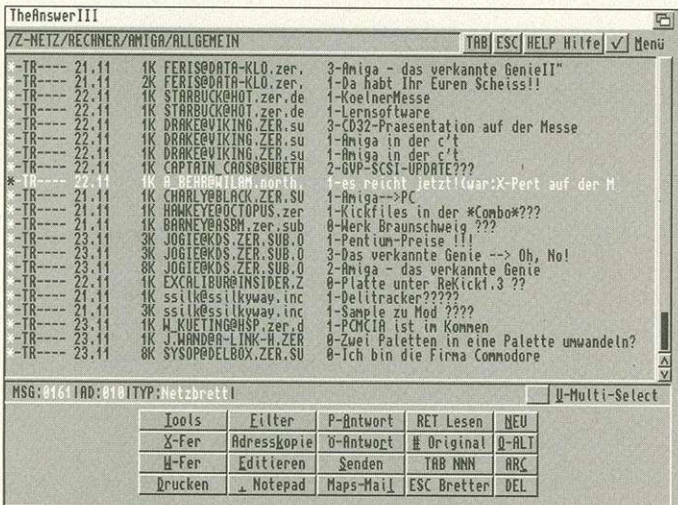 TheAnswerIII
/Z-NETZ/RECHNER/AMIGA/ALLGEMEIN TAB ESC HELP Hilfe √ Menü
*-TR---- 21.11 1K FERIS@DATA-KLO.zer. 3-Amiga - das verkannte GenieII"
*-TR---- 21.11 2K FERIS@DATA-KLO.zer. 1-Da habt Ihr Euren Scheiss!!
*-TR---- 22.11 1K STARBUCK@HOT.zer.de 1-KoelnerMesse
*-TR---- 22.11 1K STARBUCK@HOT.zer.de 1-Lernsoftware
*-TR---- 22.11 1K DRAKE@VIKING.ZER.su 3-CD32-Praesentation auf der Messe
*-TR---- 22.11 1K DRAKE@VIKING.ZER.su 1-Amiga in der c't
*-TR---- 22.11 1K DRAKE@VIKING.ZER.su 1-Amiga in der c't
*-TR---- 22.11 1K CAPTAIN_CAOS@SUBETH 2-GVP-SCSI-UPDATE???
*-TR---- 22.11 1K A_BEHR@WILAM.north. 1-es reicht jetzt!(war:X-Pert auf der M
*-TR---- 21.11 1K CHARLY@BLACK.ZER.SU 1-Amiga-->PC
*-TR---- 21.11 1K HAWKEYE@OCTOPUS.zer 1-Kickfiles in der *Combo*???
*-TR---- 22.11 1K BARNEY@ASBM.zer.sub 0-Werk Braunschweig ???
*-TR---- 23.11 3K JOGIE@KDS.ZER.SUB.O 1-Pentium-Preise !!!
*-TR---- 23.11 3K JOGIE@KDS.ZER.SUB.O 3-Das verkannte Genie --> Oh, No!
*-TR---- 23.11 8K JOGIE@KDS.ZER.SUB.O 2-Amiga - das verkannte Genie
*-TR---- 22.11 1K EXCALIBUR@INSIDER.Z 0-Platte unter ReKick1.3 ??
*-TR---- 21.11 1K ssilk@ssilkyway.inc 1-Delitracker?????
*-TR---- 21.11 3K ssilk@ssilkyway.inc 1-Sample zu Mod ????
*-TR---- 23.11 1K W_KUETING@HSP.zer.d 1-PCMCIA ist im Kommen
*-TR---- 22.11 1K J.WAND@A-LINK-H.ZER 0-Zwei Paletten in eine Palette umwandeln?
*-TR---- 23.11 8K SYSOP@DELBOX.ZER.SU 0-Ich bin die Firma Commodore
MSG:0161|AD:010|TYP:Netzbrett| U-Multi-Select
Tools Filter P-Antwort RET Lesen NEU
X-Fer Adresskopie Ö-Antwort # Original Q-ALT
W-Fer Editieren Senden TAB NNN ARC
Drucken . Notepad Maps-Mail ESC Bretter DEL